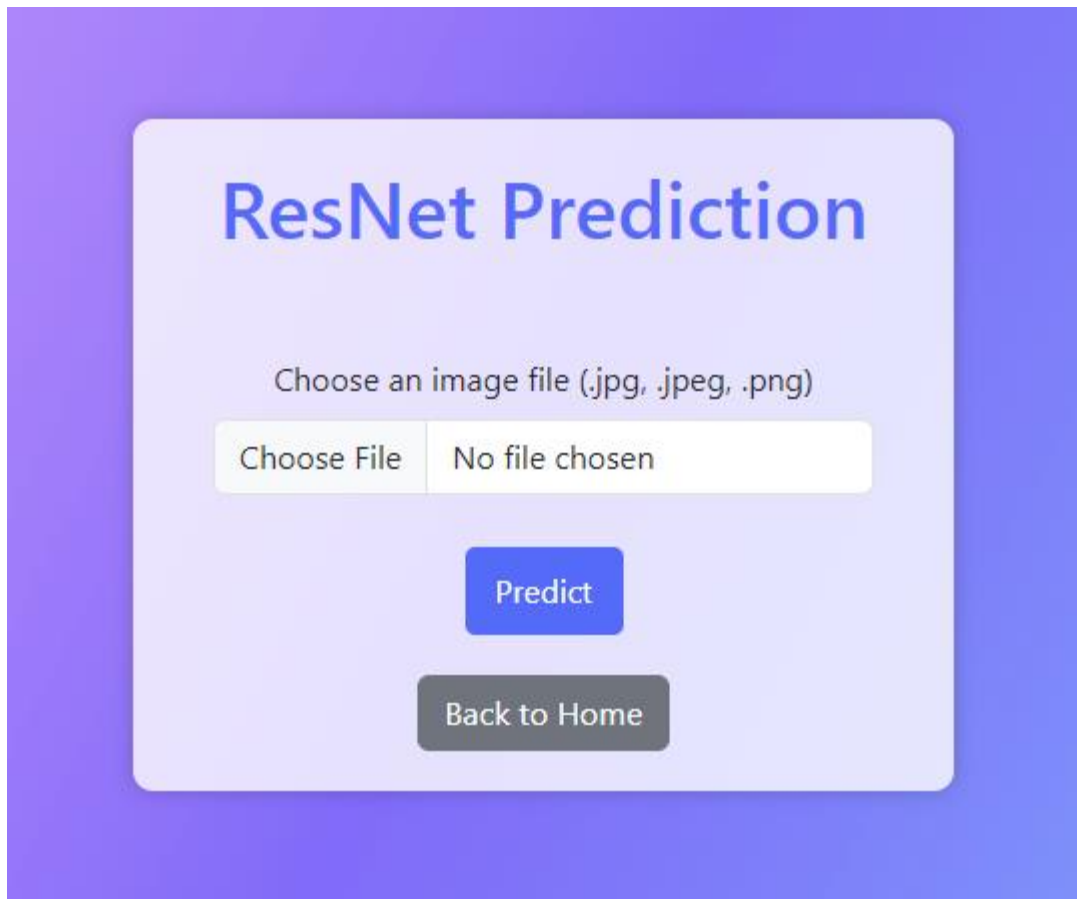 ResNet Prediction
Choose an image file (.jpg, .jpeg, .png)
Choose File No file chosen
Predict
Back to Home